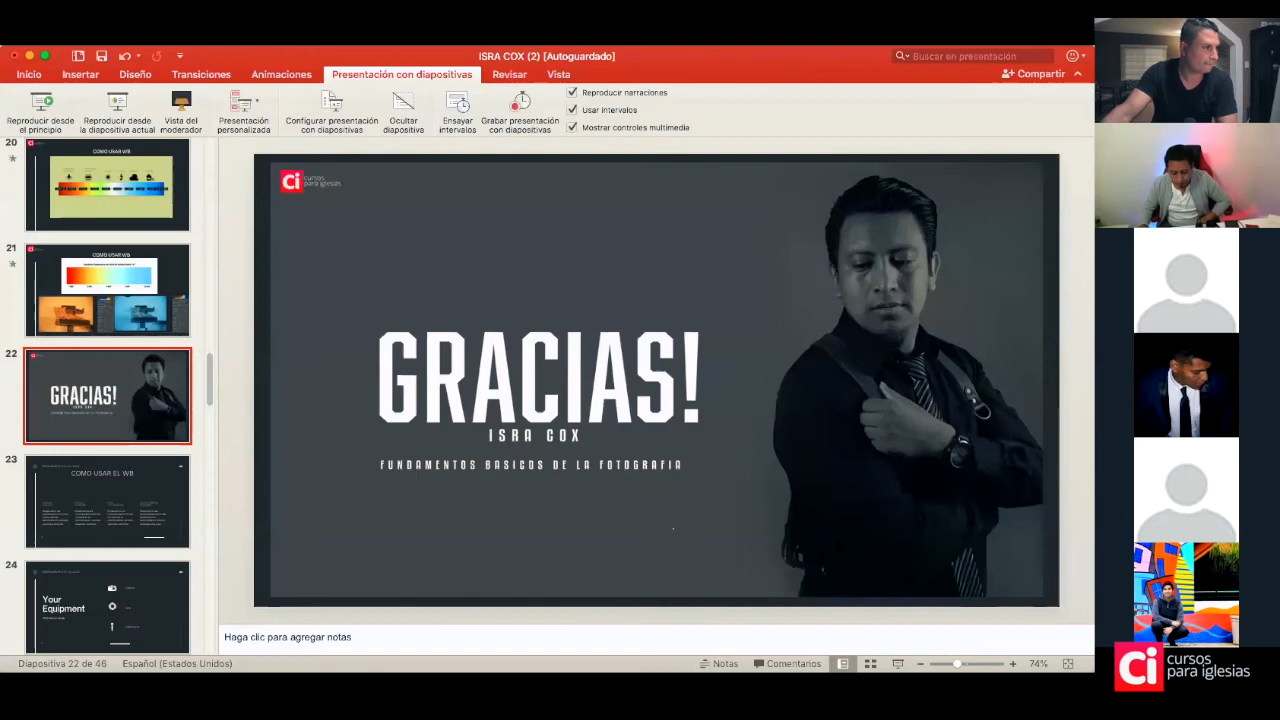 ISRA COX (2) [Autoguardado]
Buscar en presentación
Inicio
Insertar
Diseño
Transiciones
Animaciones
Presentación con diapositivas
Revisar
Vista
Compartir
Reproducir desde
el principio
Reproducir desde
la diapositiva actual
Vista del
moderador
Presentación
personalizada
Configurar presentación
con diapositivas
Ocultar
diapositiva
Ensayar
intervalos
Grabar presentación
con diapositivas
Reproducir narraciones
Usar intervalos
Mostrar controles multimedia
20
COMO USAR WB
21
COMO USAR WB
22
GRACIAS!
ISRA COX
23
COMO USAR EL WB
24
Your
Equipment
Ci cursos
para iglesias
GRACIAS!
ISRA COX
FUNDAMENTOS BASICOS DE LA FOTOGRAFIA
Haga clic para agregar notas
Diapositiva 22 de 46
Español (Estados Unidos)
Notas
Comentarios
74%
Ci cursos
para iglesias